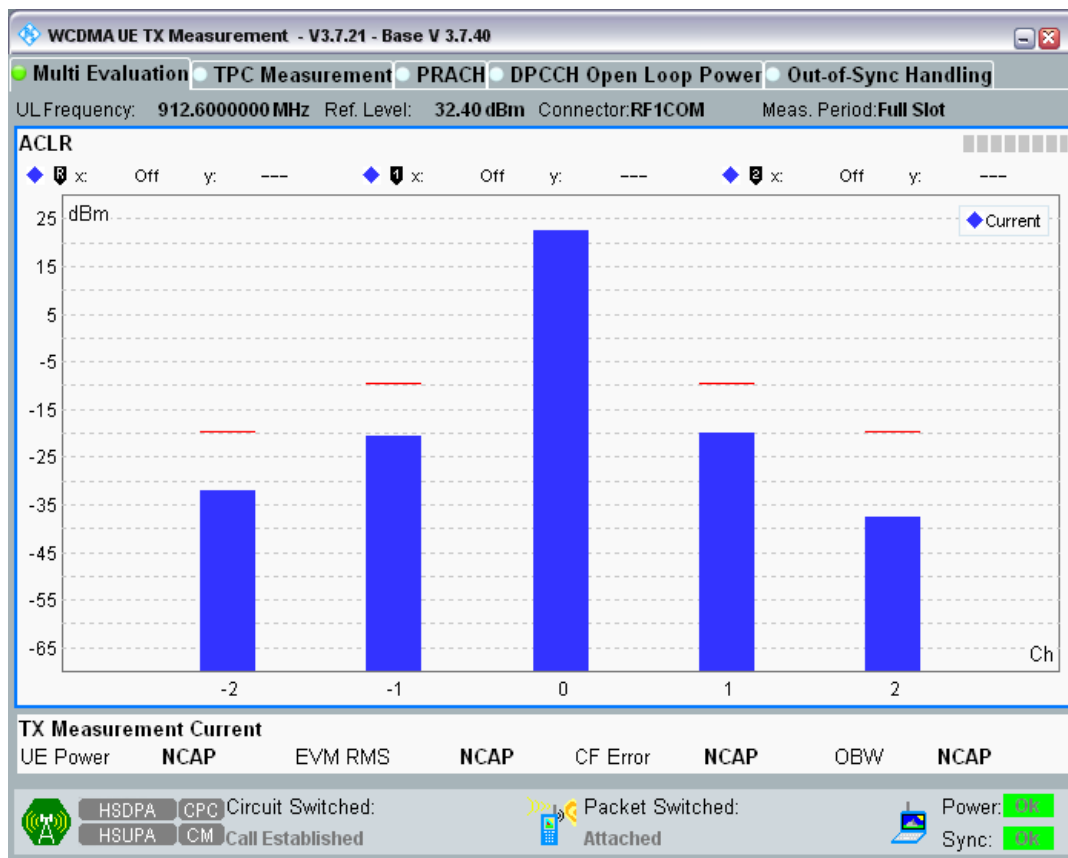 WCDMA UE TX Measurement - V3.7.21 - Base V 3.7.40
Multi Evaluation TPC Measurement PRACH DPCCH Open Loop Power Out-of-Sync Handling
UL Frequency: 912.6000000 MHz Ref. Level: 32.40 dBm Connector:RF1COM Meas. Period:Full Slot
ACLR
R x: Off y: --- 1 x: Off y: --- 2 x: Off y: ---
dBm
Current
25
15
5
-5
-15
-25
-35
-45
-55
-65
Ch
-2 -1 0 1 2
TX Measurement Current
UE Power NCAP EVM RMS NCAP CF Error NCAP OBW NCAP
HSDPA CPC Circuit Switched: Packet Switched: Power: OK
HSUPA CM Call Established Attached Sync: OK